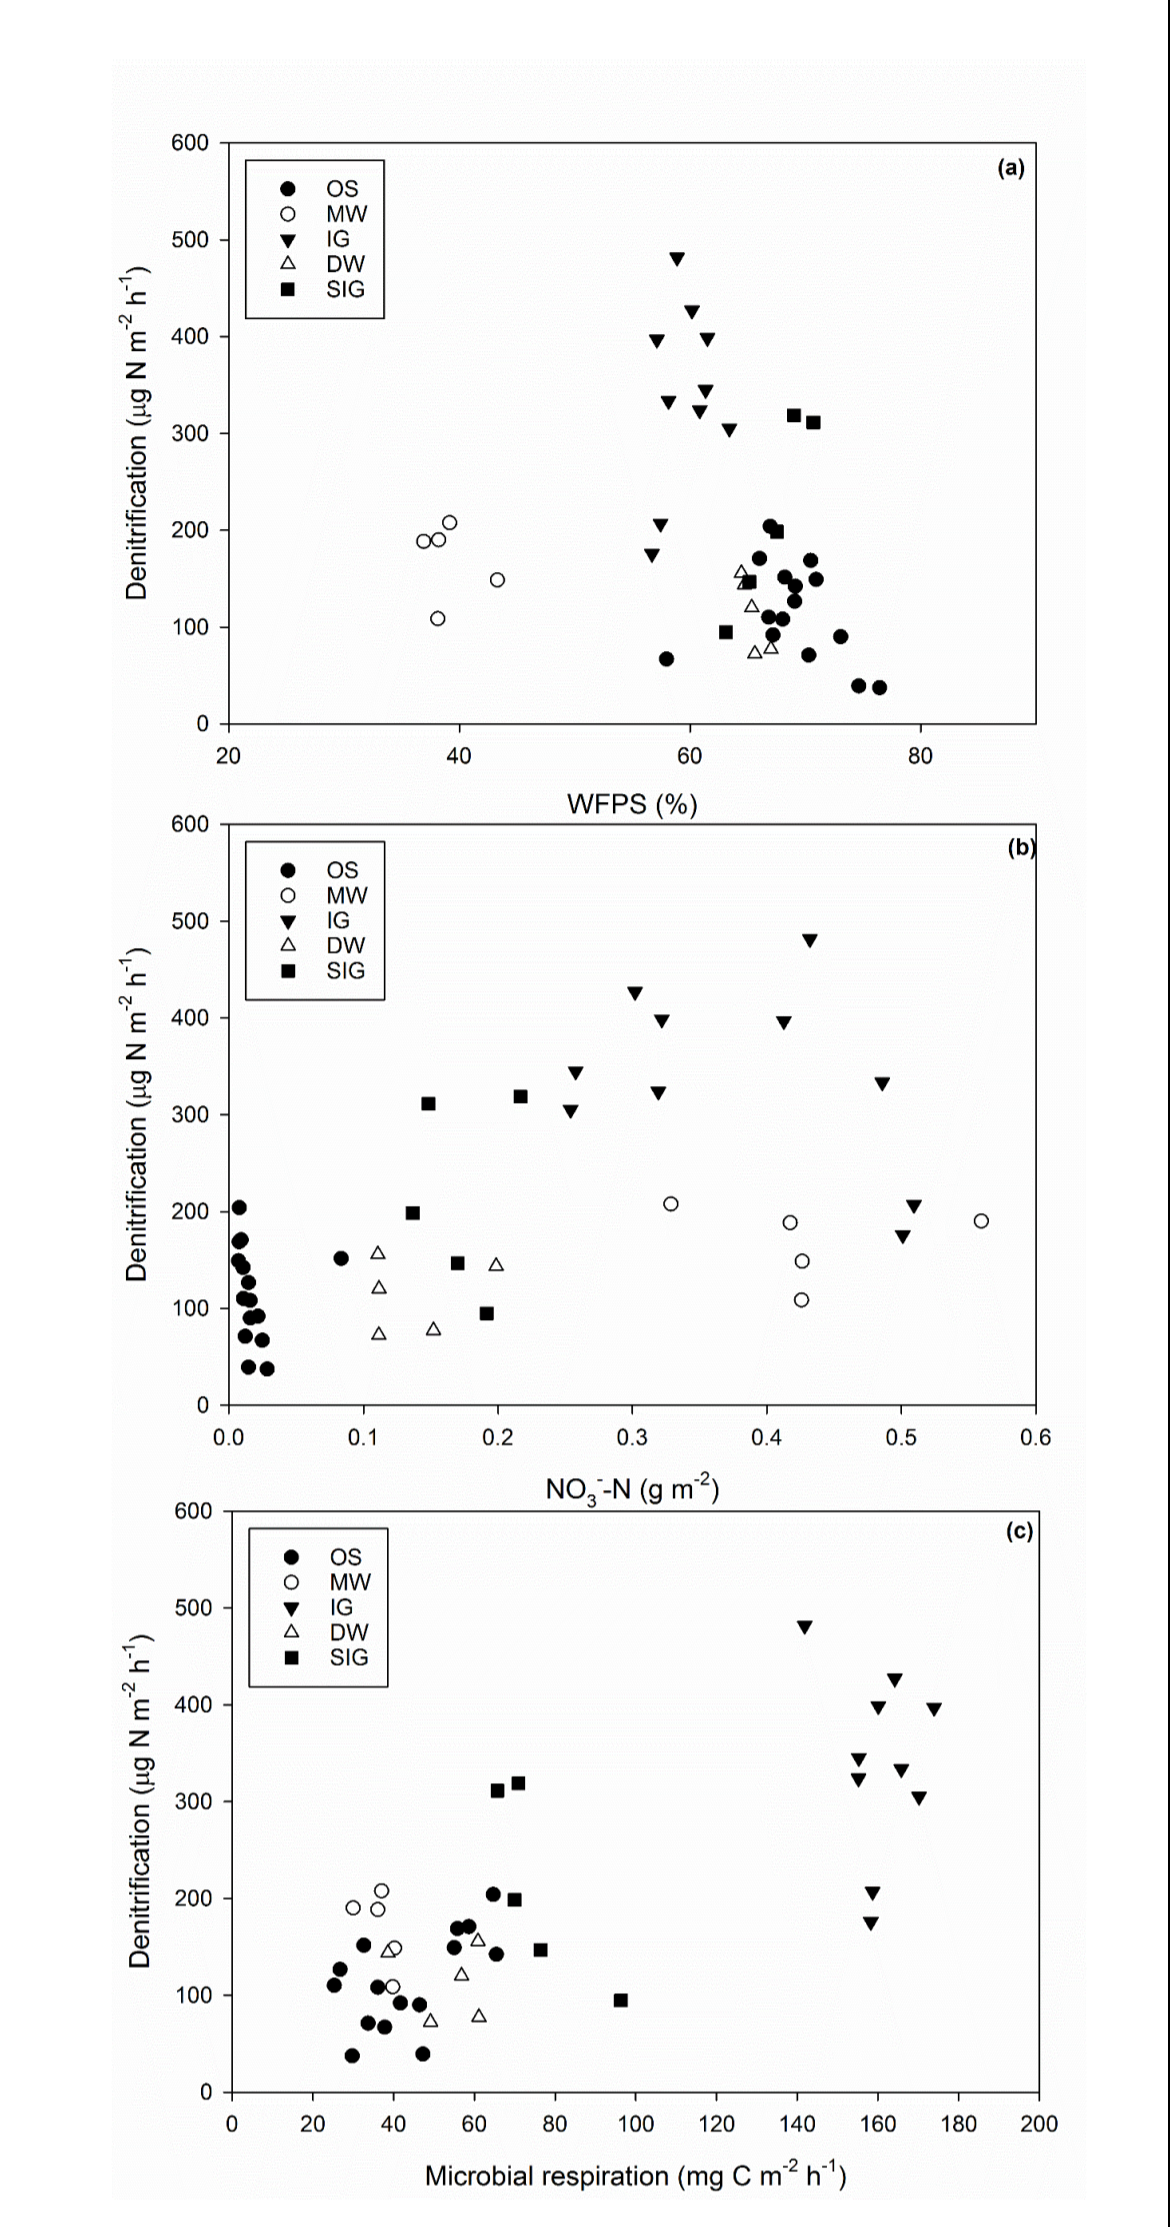 (a)
OS
MW
IG
DW
SIG
600
500
400
300
200
100
0
Denitrification (μg N m⁻² h⁻¹)
20 40 60 80
WFPS (%)
(b)
OS
MW
IG
DW
SIG
600
500
400
300
200
100
0
Denitrification (μg N m⁻² h⁻¹)
0.0 0.1 0.2 0.3 0.4 0.5 0.6
NO₃⁻-N (g m⁻²)
(c)
OS
MW
IG
DW
SIG
600
500
400
300
200
100
0
Denitrification (μg N m⁻² h⁻¹)
0 20 40 60 80 100 120 140 160 180 200
Microbial respiration (mg C m⁻² h⁻¹)